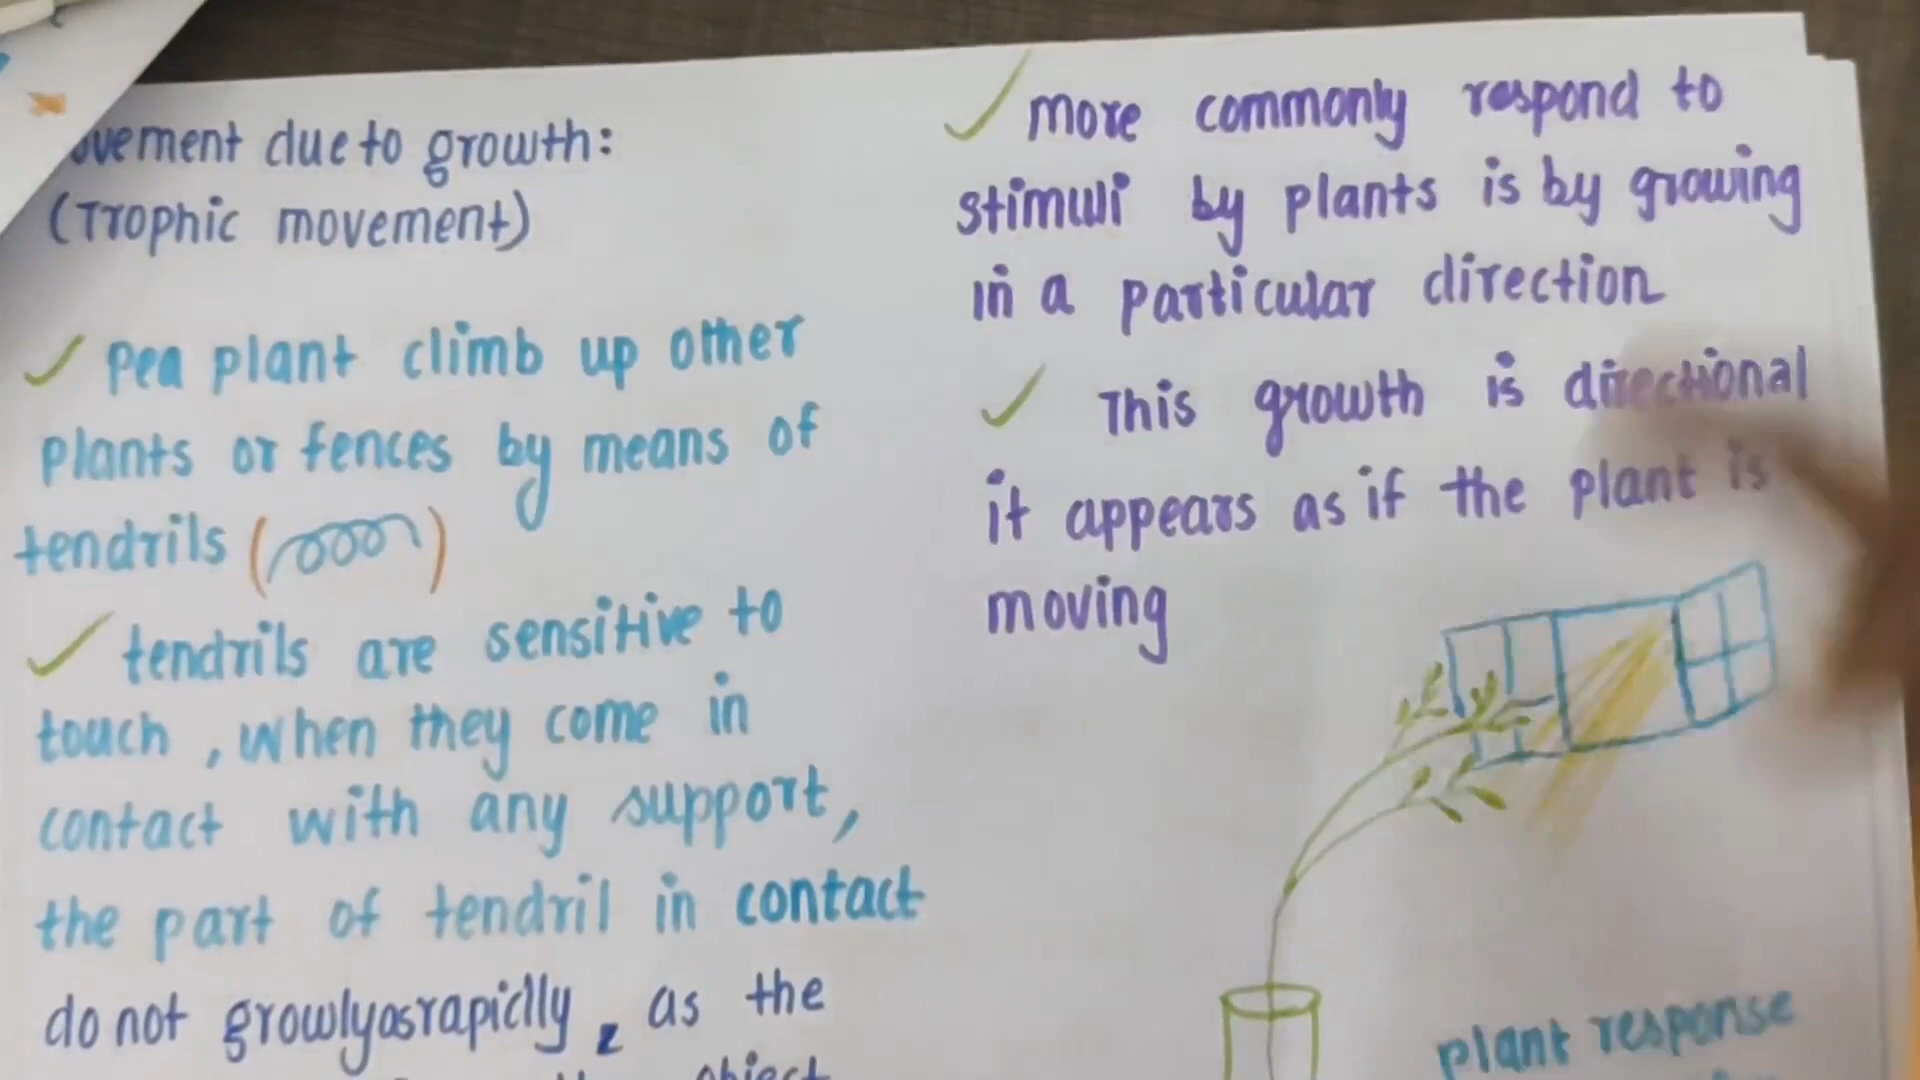 ovement due to growth:
(Trophic movement)
pea plant climb up other
plants or fences by means of
tendrils
tendrils are sensitive to
touch, when they come in
contact with any support,
the part of tendril in contact
do not growlyasrapidly, as the
object
More commonly respond to
stimuli by plants is by growing
in a particular direction
This growth is directional
it appears as if the plant is
moving
plant response